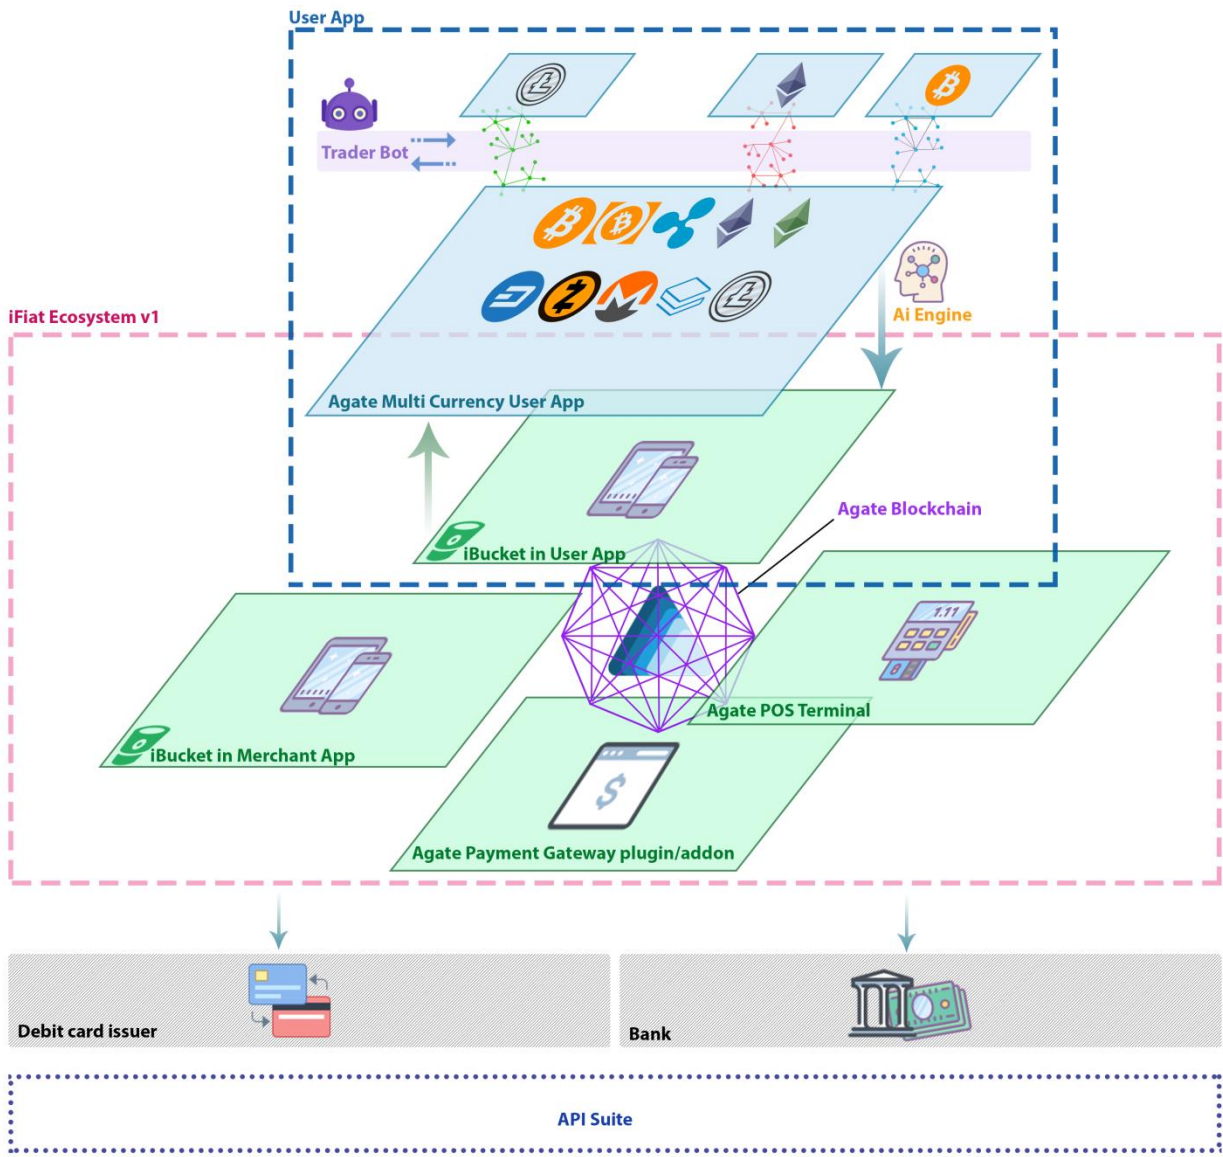 User App
Trader Bot
Ai Engine
iFiat Ecosystem v1
Agate Multi Currency User App
Agate Blockchain
iBucket in User App
1.11
Agate POS Terminal
iBucket in Merchant App
$
Agate Payment Gateway plugin/addon
Debit card issuer
Bank
API Suite